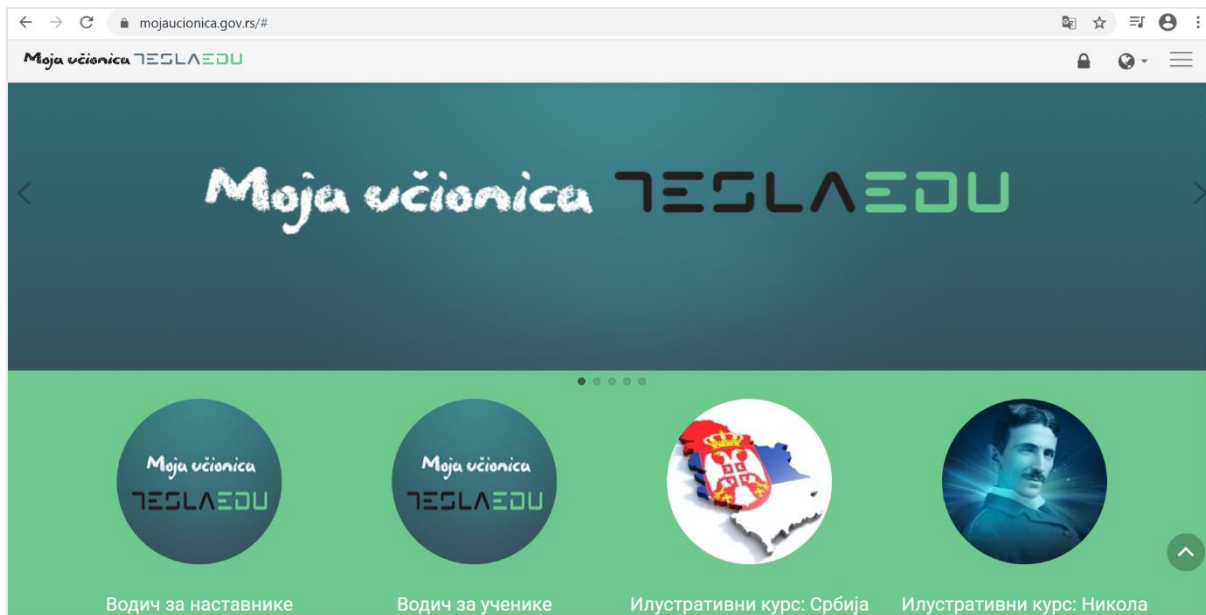 mojaucionica.gov.rs/#
Moja učionica TESLAEDU
Moja učionica TESLAEDU
Moja učionica
TESLAEDU
Moja učionica
TESLAEDU
Водич за наставнике
Водич за ученике
Илустративни курс: Србија
Илустративни курс: Никола